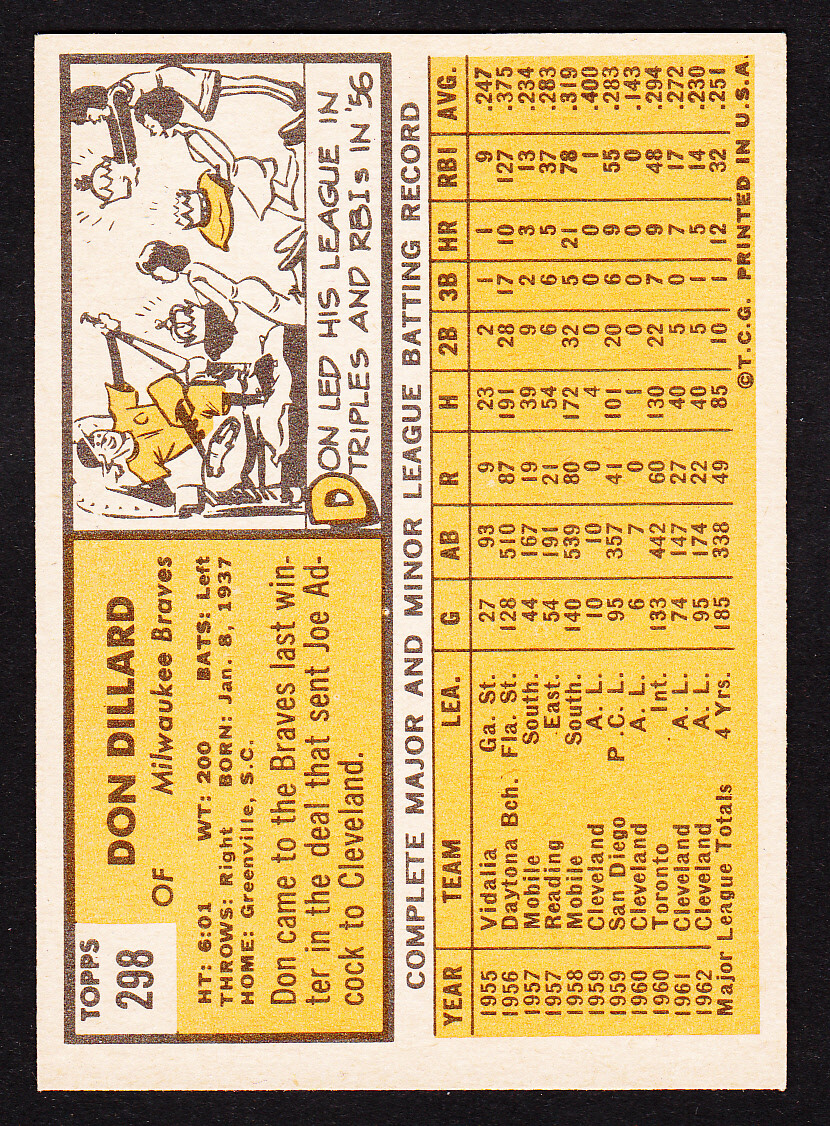 TOPPS
298
DON DILLARD
OF Milwaukee Braves
HT: 6:01 WT: 200 BATS: Left
THROWS: Right BORN: Jan. 8, 1937
HOME: Greenville, S.C.
Don came to the Braves last win-
ter in the deal that sent Joe Ad-
cock to Cleveland.
DON LED HIS LEAGUE IN
TRIPLES AND RBIs IN '56
COMPLETE MAJOR AND MINOR LEAGUE BATTING RECORD
YEAR TEAM LEA. G AB R H 2B 3B HR RBI AVG.
1955 Vidalia Ga. St. 27 93 9 23 2 1 1 9 .247
1956 Daytona Bch. Fla. St. 128 510 87 191 28 17 10 127 .375
1957 Mobile South. 44 167 19 39 9 2 3 13 .234
1957 Reading East. 54 191 21 54 6 6 5 37 .283
1958 Mobile South. 140 539 80 172 32 5 21 78 .319
1959 Cleveland A. L. 10 10 0 4 0 0 0 1 .400
1959 San Diego P.C.L. 95 357 41 101 20 6 9 55 .283
1960 Cleveland A. L. 6 7 0 1 0 0 0 0 .143
1960 Toronto Int. 133 442 60 130 22 7 9 48 .294
1961 Cleveland A. L. 74 147 27 40 5 0 7 17 .272
1962 Cleveland A. L. 95 174 22 40 5 1 5 14 .230
Major League Totals 4 Yrs. 185 338 49 85 10 1 12 32 .251
©T.C.G. PRINTED IN U.S.A.